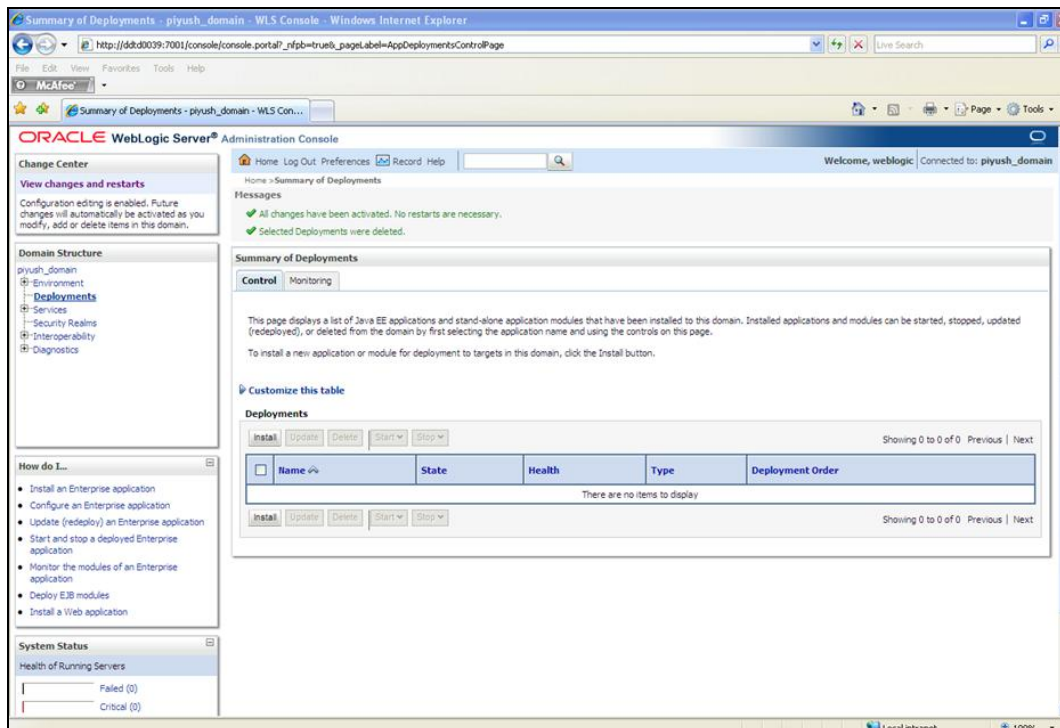 Summary of Deployments - piyush_domain - WLS Console - Windows Internet Explorer
http://ddtd0039:7001/console/console.portal?_nfpb=true&_pageLabel=AppDeploymentsControlPage
Live Search
File Edit View Favorites Tools Help
McAfee
Summary of Deployments - piyush_domain - WLS Con...
Page Tools
ORACLE WebLogic Server® Administration Console
Change Center
View changes and restarts
Configuration editing is enabled. Future
changes will automatically be activated as you
modify, add or delete items in this domain.
Domain Structure
piyush_domain
Environment
Deployments
Services
Security Realms
Interoperability
Diagnostics
How do I...
Install an Enterprise application
Configure an Enterprise application
Update (redeploy) an Enterprise application
Start and stop a deployed Enterprise
application
Monitor the modules of an Enterprise
application
Deploy EJB modules
Install a Web application
System Status
Health of Running Servers
Failed (0)
Critical (0)
Home Log Out Preferences Record Help
Welcome, weblogic Connected to: piyush_domain
Home >Summary of Deployments
Messages
All changes have been activated. No restarts are necessary.
Selected Deployments were deleted.
Summary of Deployments
Control Monitoring
This page displays a list of Java EE applications and stand-alone application modules that have been installed to this domain. Installed applications and modules can be started, stopped, updated
(redeployed), or deleted from the domain by first selecting the application name and using the controls on this page.
To install a new application or module for deployment to targets in this domain, click the Install button.
Customize this table
Deployments
Install Update Delete Start Stop Showing 0 to 0 of 0 Previous | Next
Name State Health Type Deployment Order
There are no items to display
Install Update Delete Start Stop Showing 0 to 0 of 0 Previous | Next
Local intranet 100%